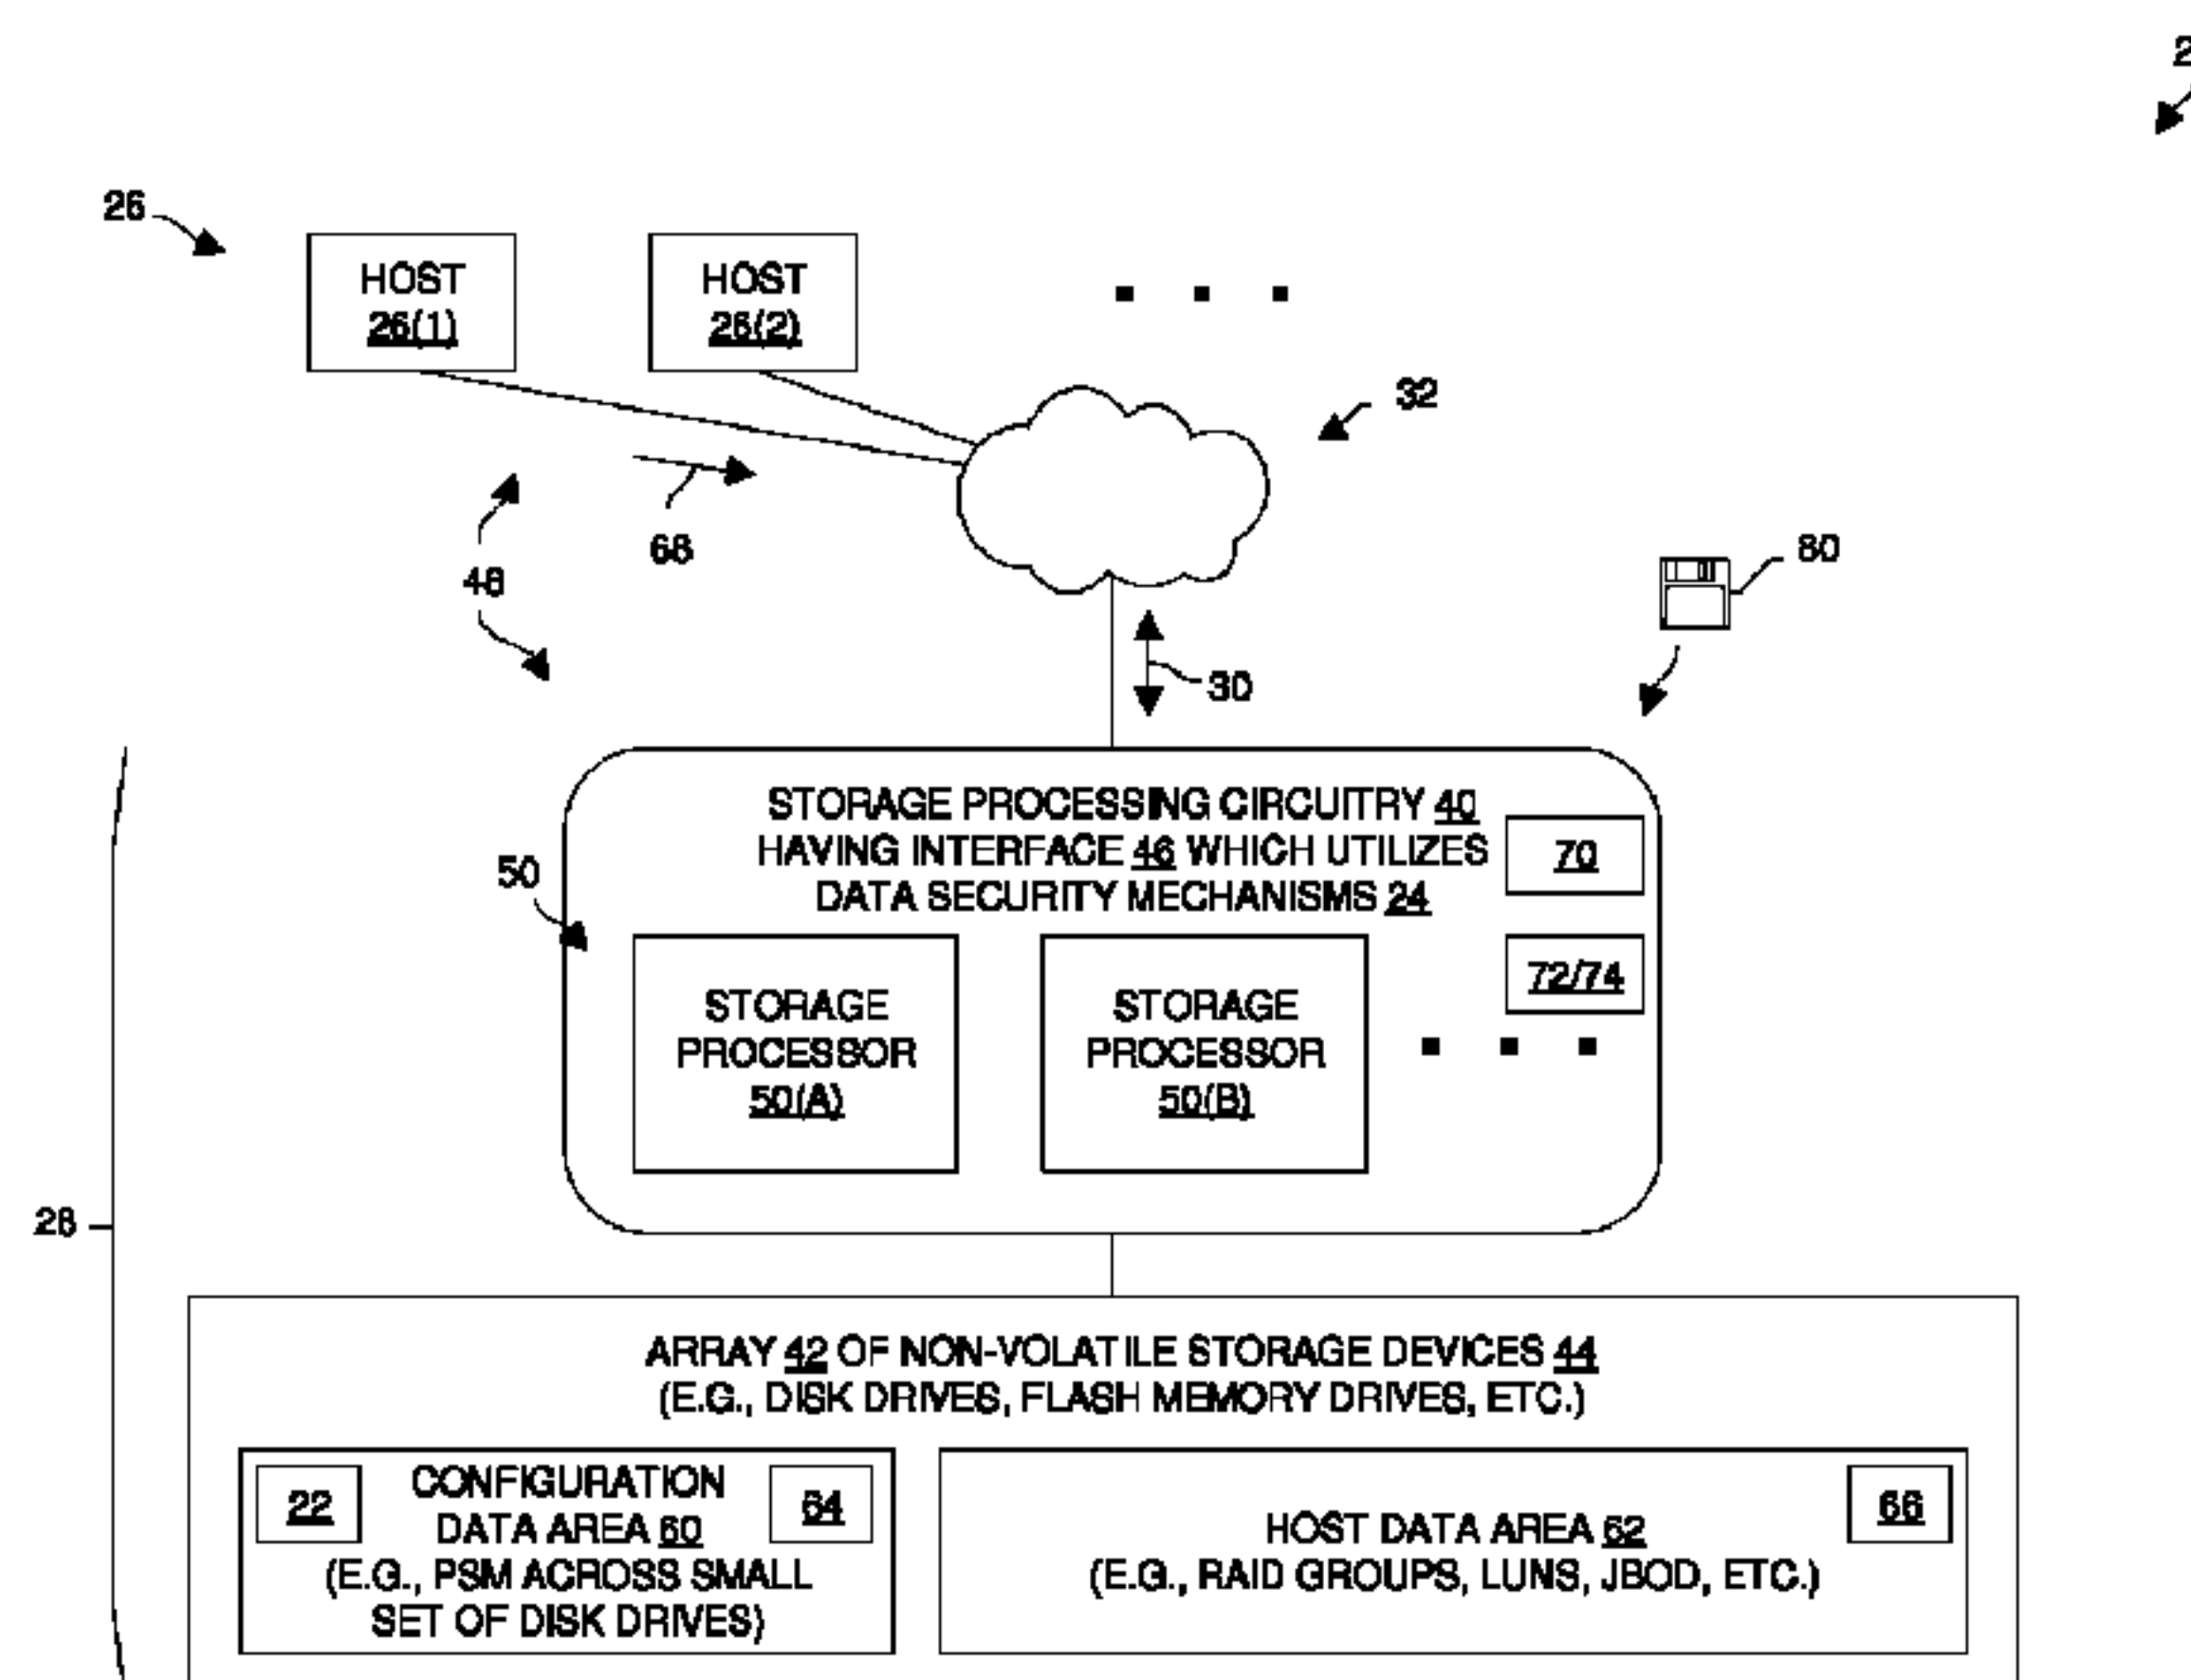 2
26
HOST
26(1)
HOST
26(2)
32
68
48
80
30
STORAGE PROCESSING CIRCUITRY 40
HAVING INTERFACE 46 WHICH UTILIZES
DATA SECURITY MECHANISMS 24
70
50
72/74
STORAGE
PROCESSOR
50(A)
STORAGE
PROCESSOR
50(B)
28
ARRAY 42 OF NON-VOLATILE STORAGE DEVICES 44
(E.G., DISK DRIVES, FLASH MEMORY DRIVES, ETC.)
22
CONFIGURATION
DATA AREA 60
(E.G., PSM ACROSS SMALL
SET OF DISK DRIVES)
64
HOST DATA AREA 62
(E.G., RAID GROUPS, LUNS, JBOD, ETC.)
66